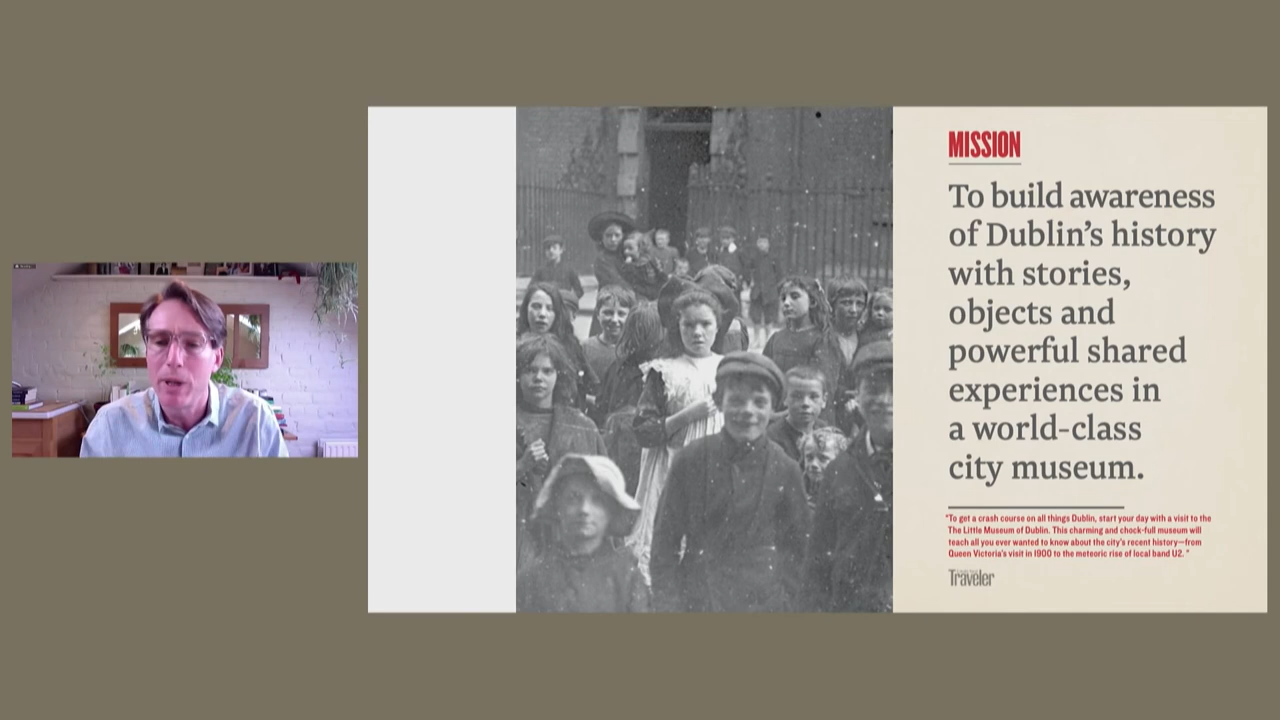 MISSION
To build awareness
of Dublin's history
with stories,
objects and
powerful shared
experiences in
a world-class
city museum.
"To get a crash course on all things Dublin, start your day with a visit to the
The Little Museum of Dublin. This charming and chock-full museum will
teach all you ever wanted to know about the city's recent history—from
Queen Victoria's visit in 1900 to the meteoric rise of local band U2. "
Traveler